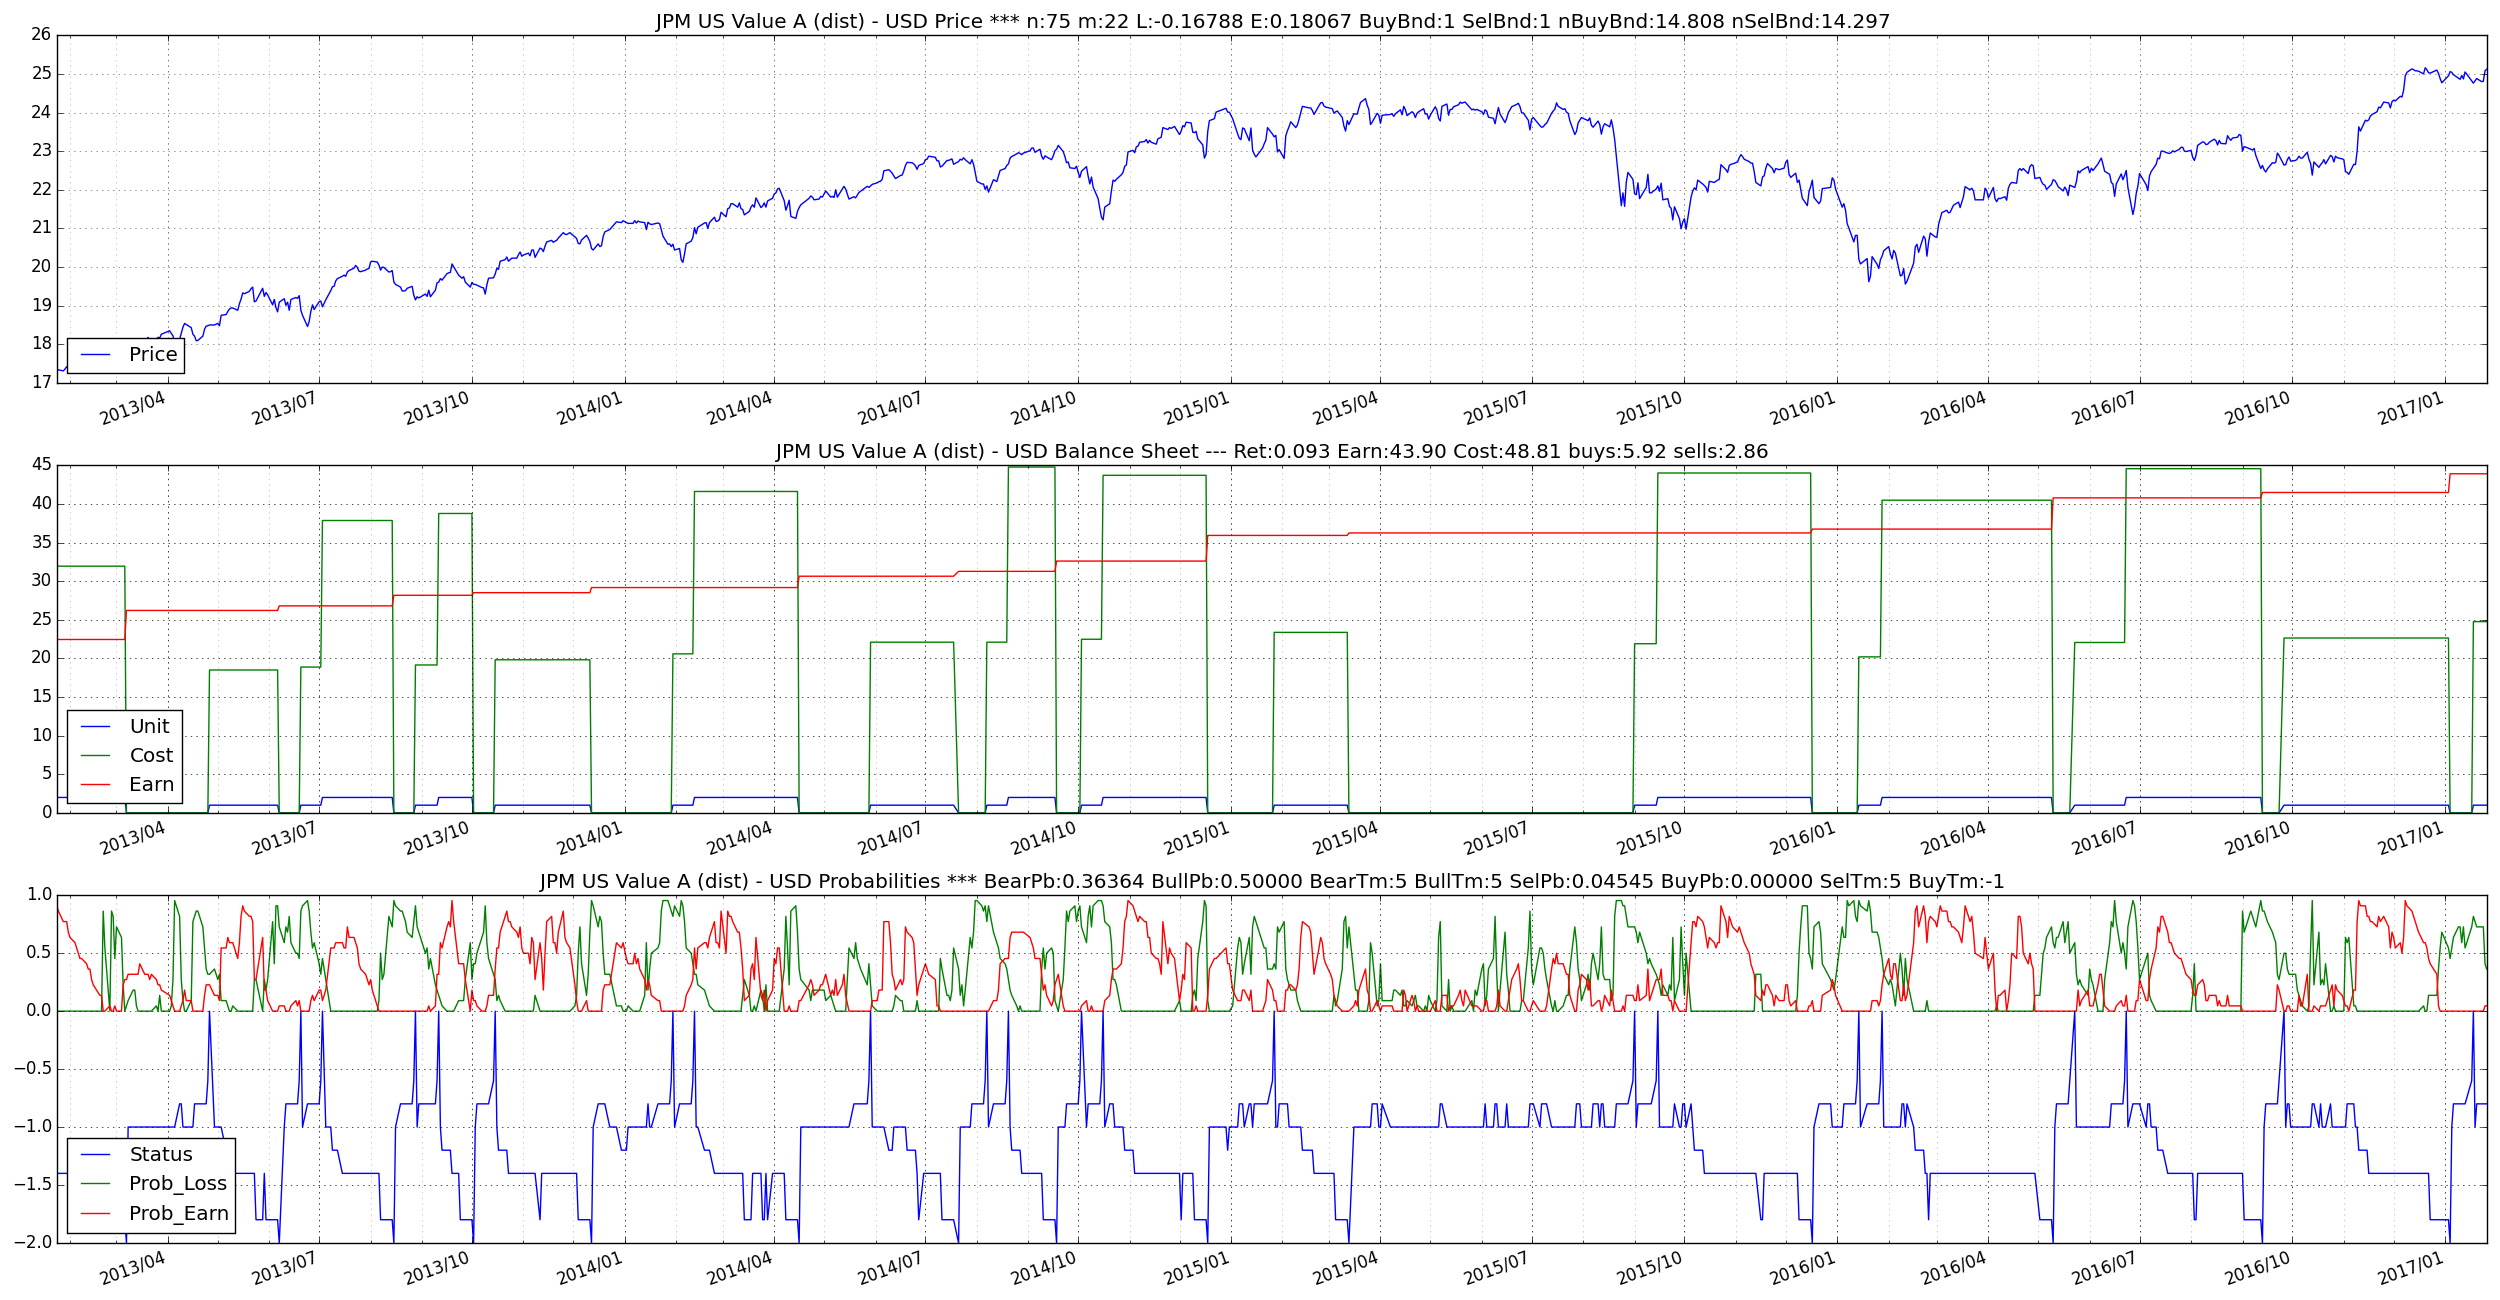 JPM US Value A (dist) - USD Price *** n:75 m:22 L:-0.16788 E:0.18067 BuyBnd:1 SelBnd:1 nBuyBnd:14.808 nSelBnd:14.297
26
25
24
23
22
21
20
19
18
17
Price
2013/04 2013/07 2013/10 2014/01 2014/04 2014/07 2014/10 2015/01 2015/04 2015/07 2015/10 2016/01 2016/04 2016/07 2016/10 2017/01
JPM US Value A (dist) - USD Balance Sheet --- Ret:0.093 Earn:43.90 Cost:48.81 buys:5.92 sells:2.86
45
40
35
30
25
20
15
10
5
0
Unit
Cost
Earn
2013/04 2013/07 2013/10 2014/01 2014/04 2014/07 2014/10 2015/01 2015/04 2015/07 2015/10 2016/01 2016/04 2016/07 2016/10 2017/01
JPM US Value A (dist) - USD Probabilities *** BearPb:0.36364 BullPb:0.50000 BearTm:5 BullTm:5 SelPb:0.04545 BuyPb:0.00000 SelTm:5 BuyTm:-1
1.0
0.5
0.0
−0.5
−1.0
−1.5
−2.0
Status
Prob_Loss
Prob_Earn
2013/04 2013/07 2013/10 2014/01 2014/04 2014/07 2014/10 2015/01 2015/04 2015/07 2015/10 2016/01 2016/04 2016/07 2016/10 2017/01